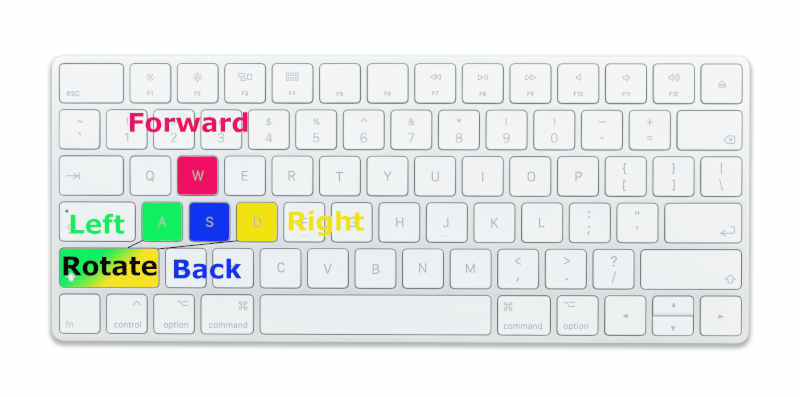 esc F1 F2 F3 F4 F5 F6 F7 F8 F9 F10 F11 F12
Forward
~ ` ! 1 3 $ 4 % 5 ^ 6 & 7 * 8 ( 9 ) 0 _ - + =
Q W E R T Y U I O P { [ } ] | \
Left A S D Right H J K L : ; " '
Rotate Back C V B N M < , > . ? /
fn control option command command option